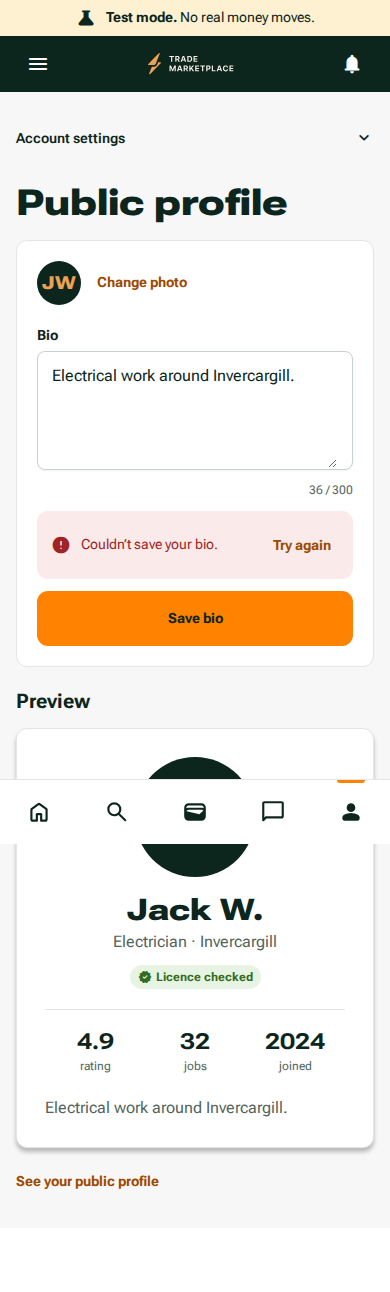 Test mode. No real money moves.
TRADE
MARKETPLACE
Account settings
Public profile
JW
Change photo
Bio
Electrical work around Invercargill.
36 / 300
Couldn't save your bio.
Try again
Save bio
Preview
Jack W.
Electrician · Invercargill
Licence checked
4.9
32
2024
rating
jobs
joined
Electrical work around Invercargill.
See your public profile